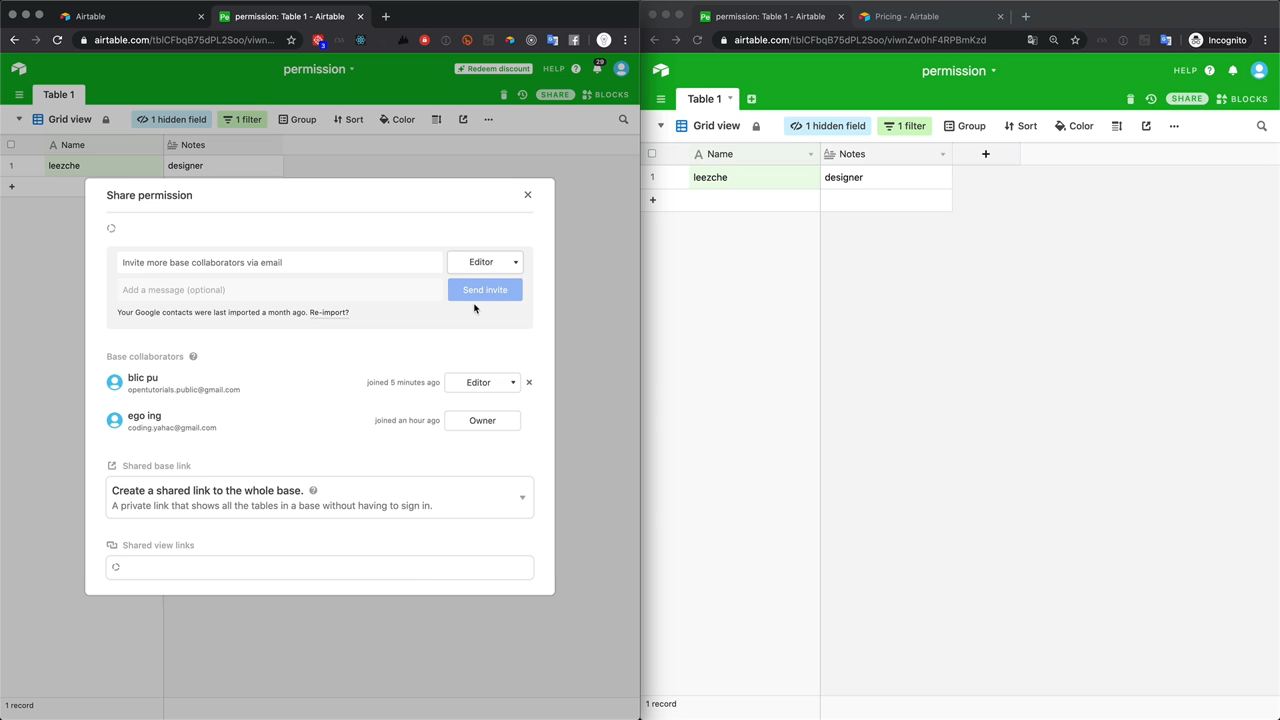 Airtable
permission: Table 1 - Airtable
airtable.com/tblCFbqB75dPL2Soo/viwn...
3
permission
Redeem discount
HELP
29
Table 1
SHARE
BLOCKS
Grid view
1 hidden field
1 filter
Group
Sort
Color
Name
Notes
1
leezche
designer
Share permission
Invite more base collaborators via email
Editor
Add a message (optional)
Send invite
Your Google contacts were last imported a month ago. Re-import?
Base collaborators
blic pu
opentutorials.public@gmail.com
joined 5 minutes ago
Editor
ego ing
coding.yahac@gmail.com
joined an hour ago
Owner
Shared base link
Create a shared link to the whole base.
A private link that shows all the tables in a base without having to sign in.
Shared view links
1 record
permission: Table 1 - Airtable
Pricing - Airtable
airtable.com/tblCFbqB75dPL2Soo/viwnZw0hF4RPBmKzd
Incognito
permission
HELP
Table 1
SHARE
BLOCKS
Grid view
1 hidden field
1 filter
Group
Sort
Color
Name
Notes
1
leezche
designer
1 record